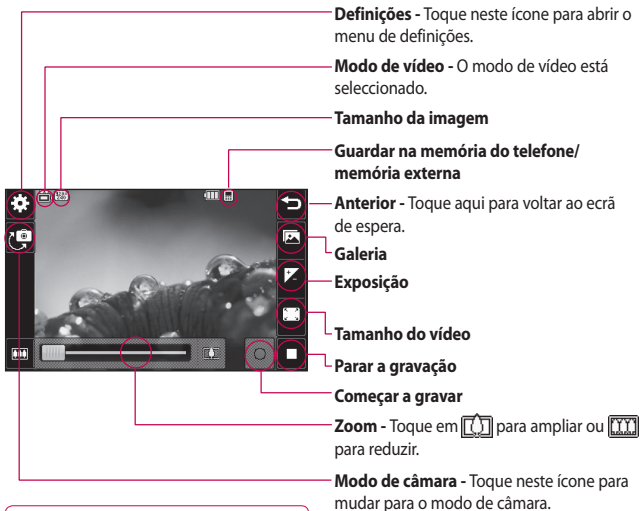 Definições - Toque neste ícone para abrir o
menu de definições.
Modo de vídeo - O modo de vídeo está
seleccionado.
Tamanho da imagem
Guardar na memória do telefone/
memória externa
Anterior - Toque aqui para voltar ao ecrã
de espera.
Galeria
Exposição
Tamanho do vídeo
Parar a gravação
Começar a gravar
Zoom - Toque em para ampliar ou
para reduzir.
Modo de câmara - Toque neste ícone para
mudar para o modo de câmara.